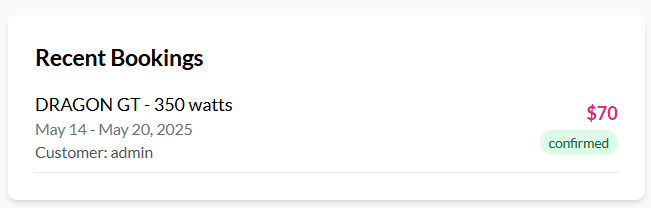 Recent Bookings
DRAGON GT - 350 watts
$70
May 14 - May 20, 2025
confirmed
Customer: admin